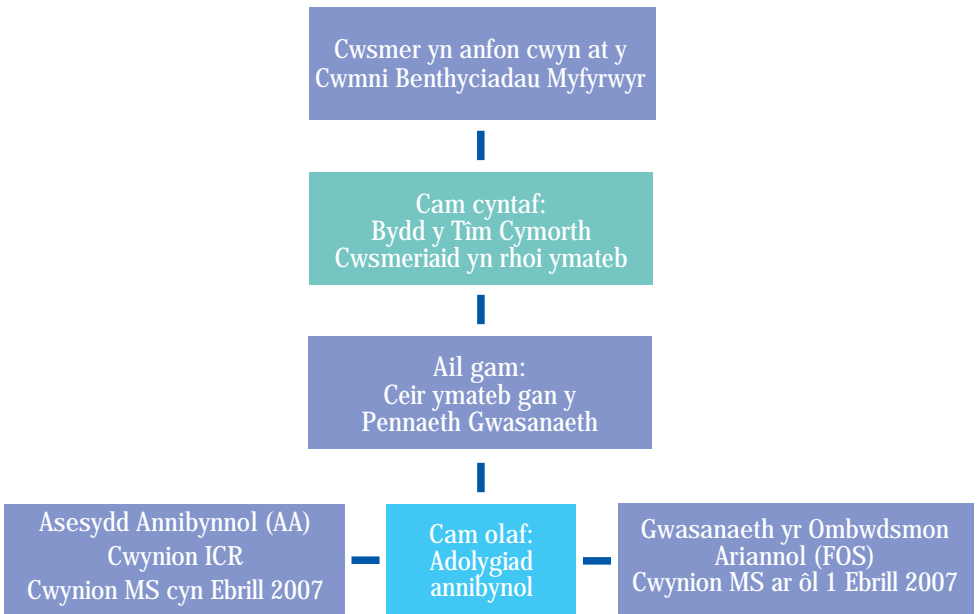 Cwsmer yn anfon cwyn at y
Cwmni Benthyciadau Myfyrwyr
Cam cyntaf:
Bydd y Tîm Cymorth
Cwsmeriaid yn rhoi ymateb
Ail gam:
Ceir ymateb gan y
Pennaeth Gwasanaeth
Asesydd Annibynnol (AA)
Cwynion ICR
Cwynion MS cyn Ebrill 2007
Cam olaf:
Adolygiad
annibynol
Gwasanaeth yr Ombwdsmon
Ariannol (FOS)
Cwynion MS ar ôl 1 Ebrill 2007